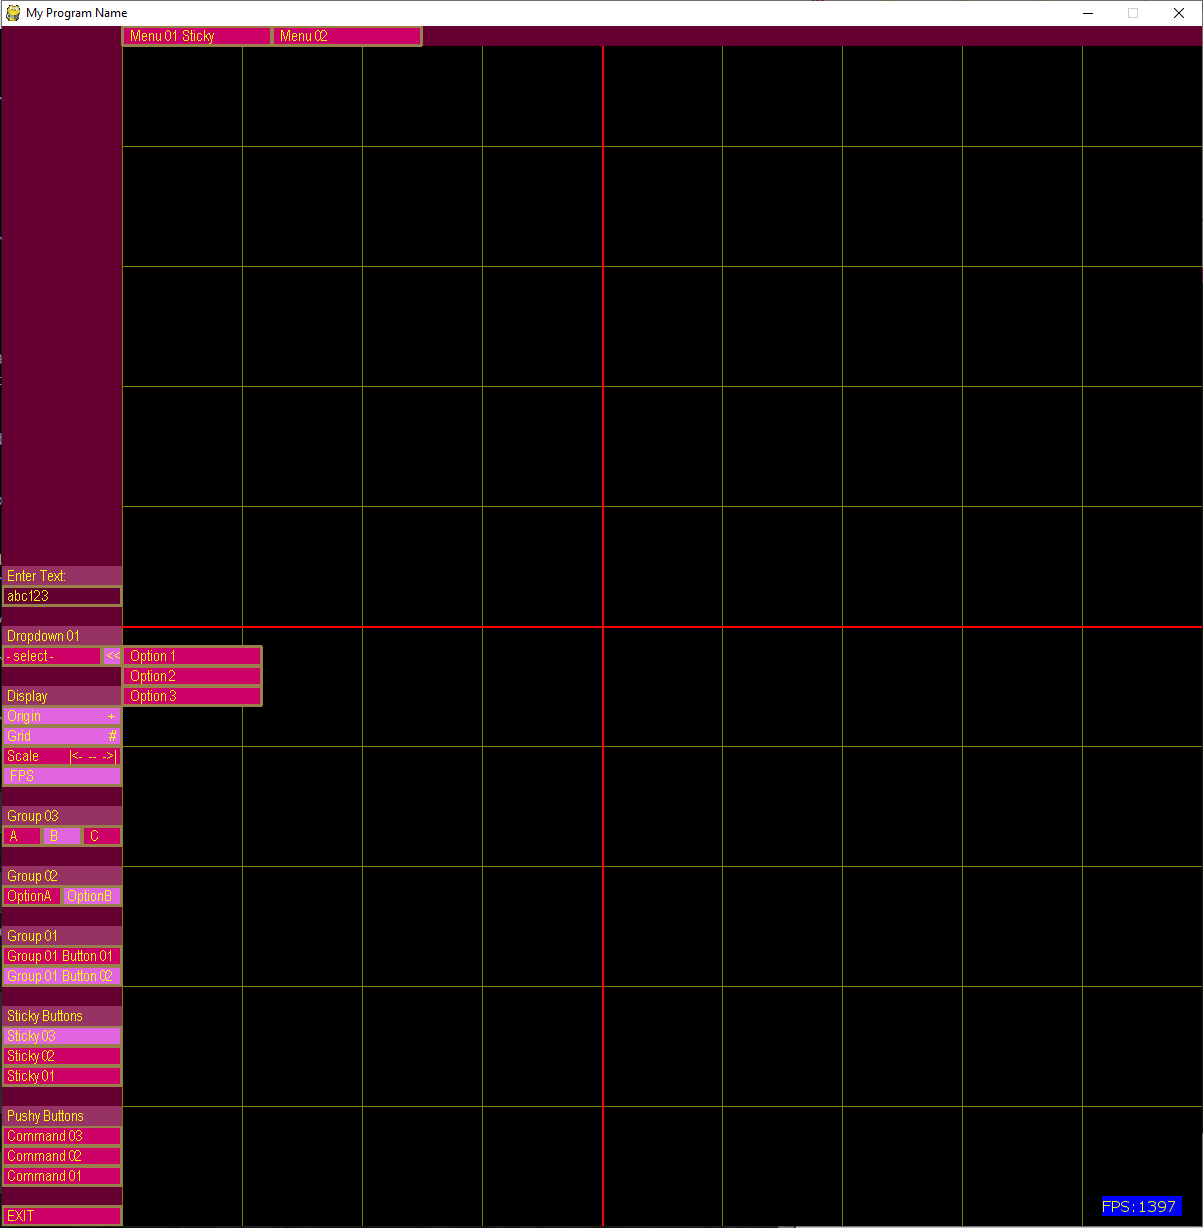 My Program Name
Menu 01 Sticky Menu 02
Enter Text:
abc123
Dropdown 01
- select - << Option 1
Option 2
Display Option 3
Origin +
Grid #
Scale |<- -- ->|
FPS
Group 03
A B C
Group 02
OptionA OptionB
Group 01
Group 01 Button 01
Group 01 Button 02
Sticky Buttons
Sticky 03
Sticky 02
Sticky 01
Pushy Buttons
Command 03
Command 02
Command 01
FPS: 1397
EXIT